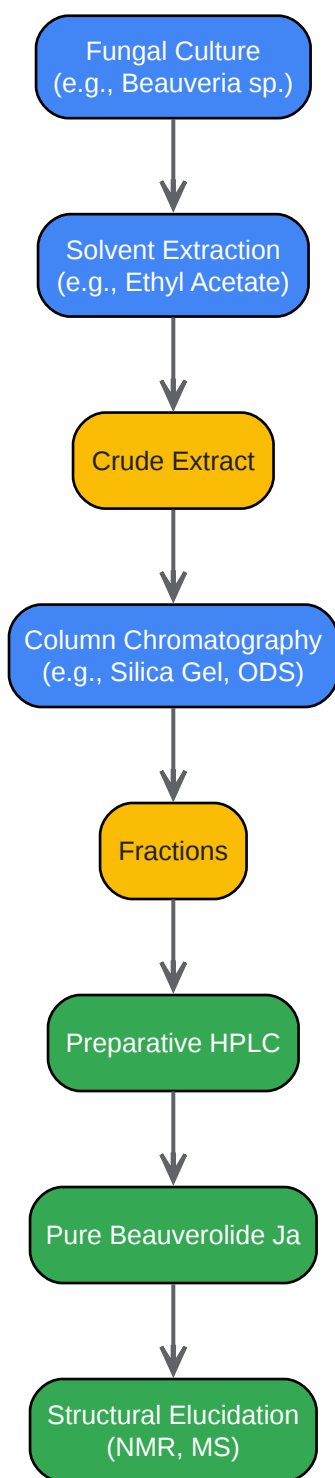 Fungal Culture
(e.g., Beauveria sp.)
Solvent Extraction
(e.g., Ethyl Acetate)
Crude Extract
Column Chromatography
(e.g., Silica Gel, ODS)
Fractions
Preparative HPLC
Pure Beauverolide Ja
Structural Elucidation
(NMR, MS)